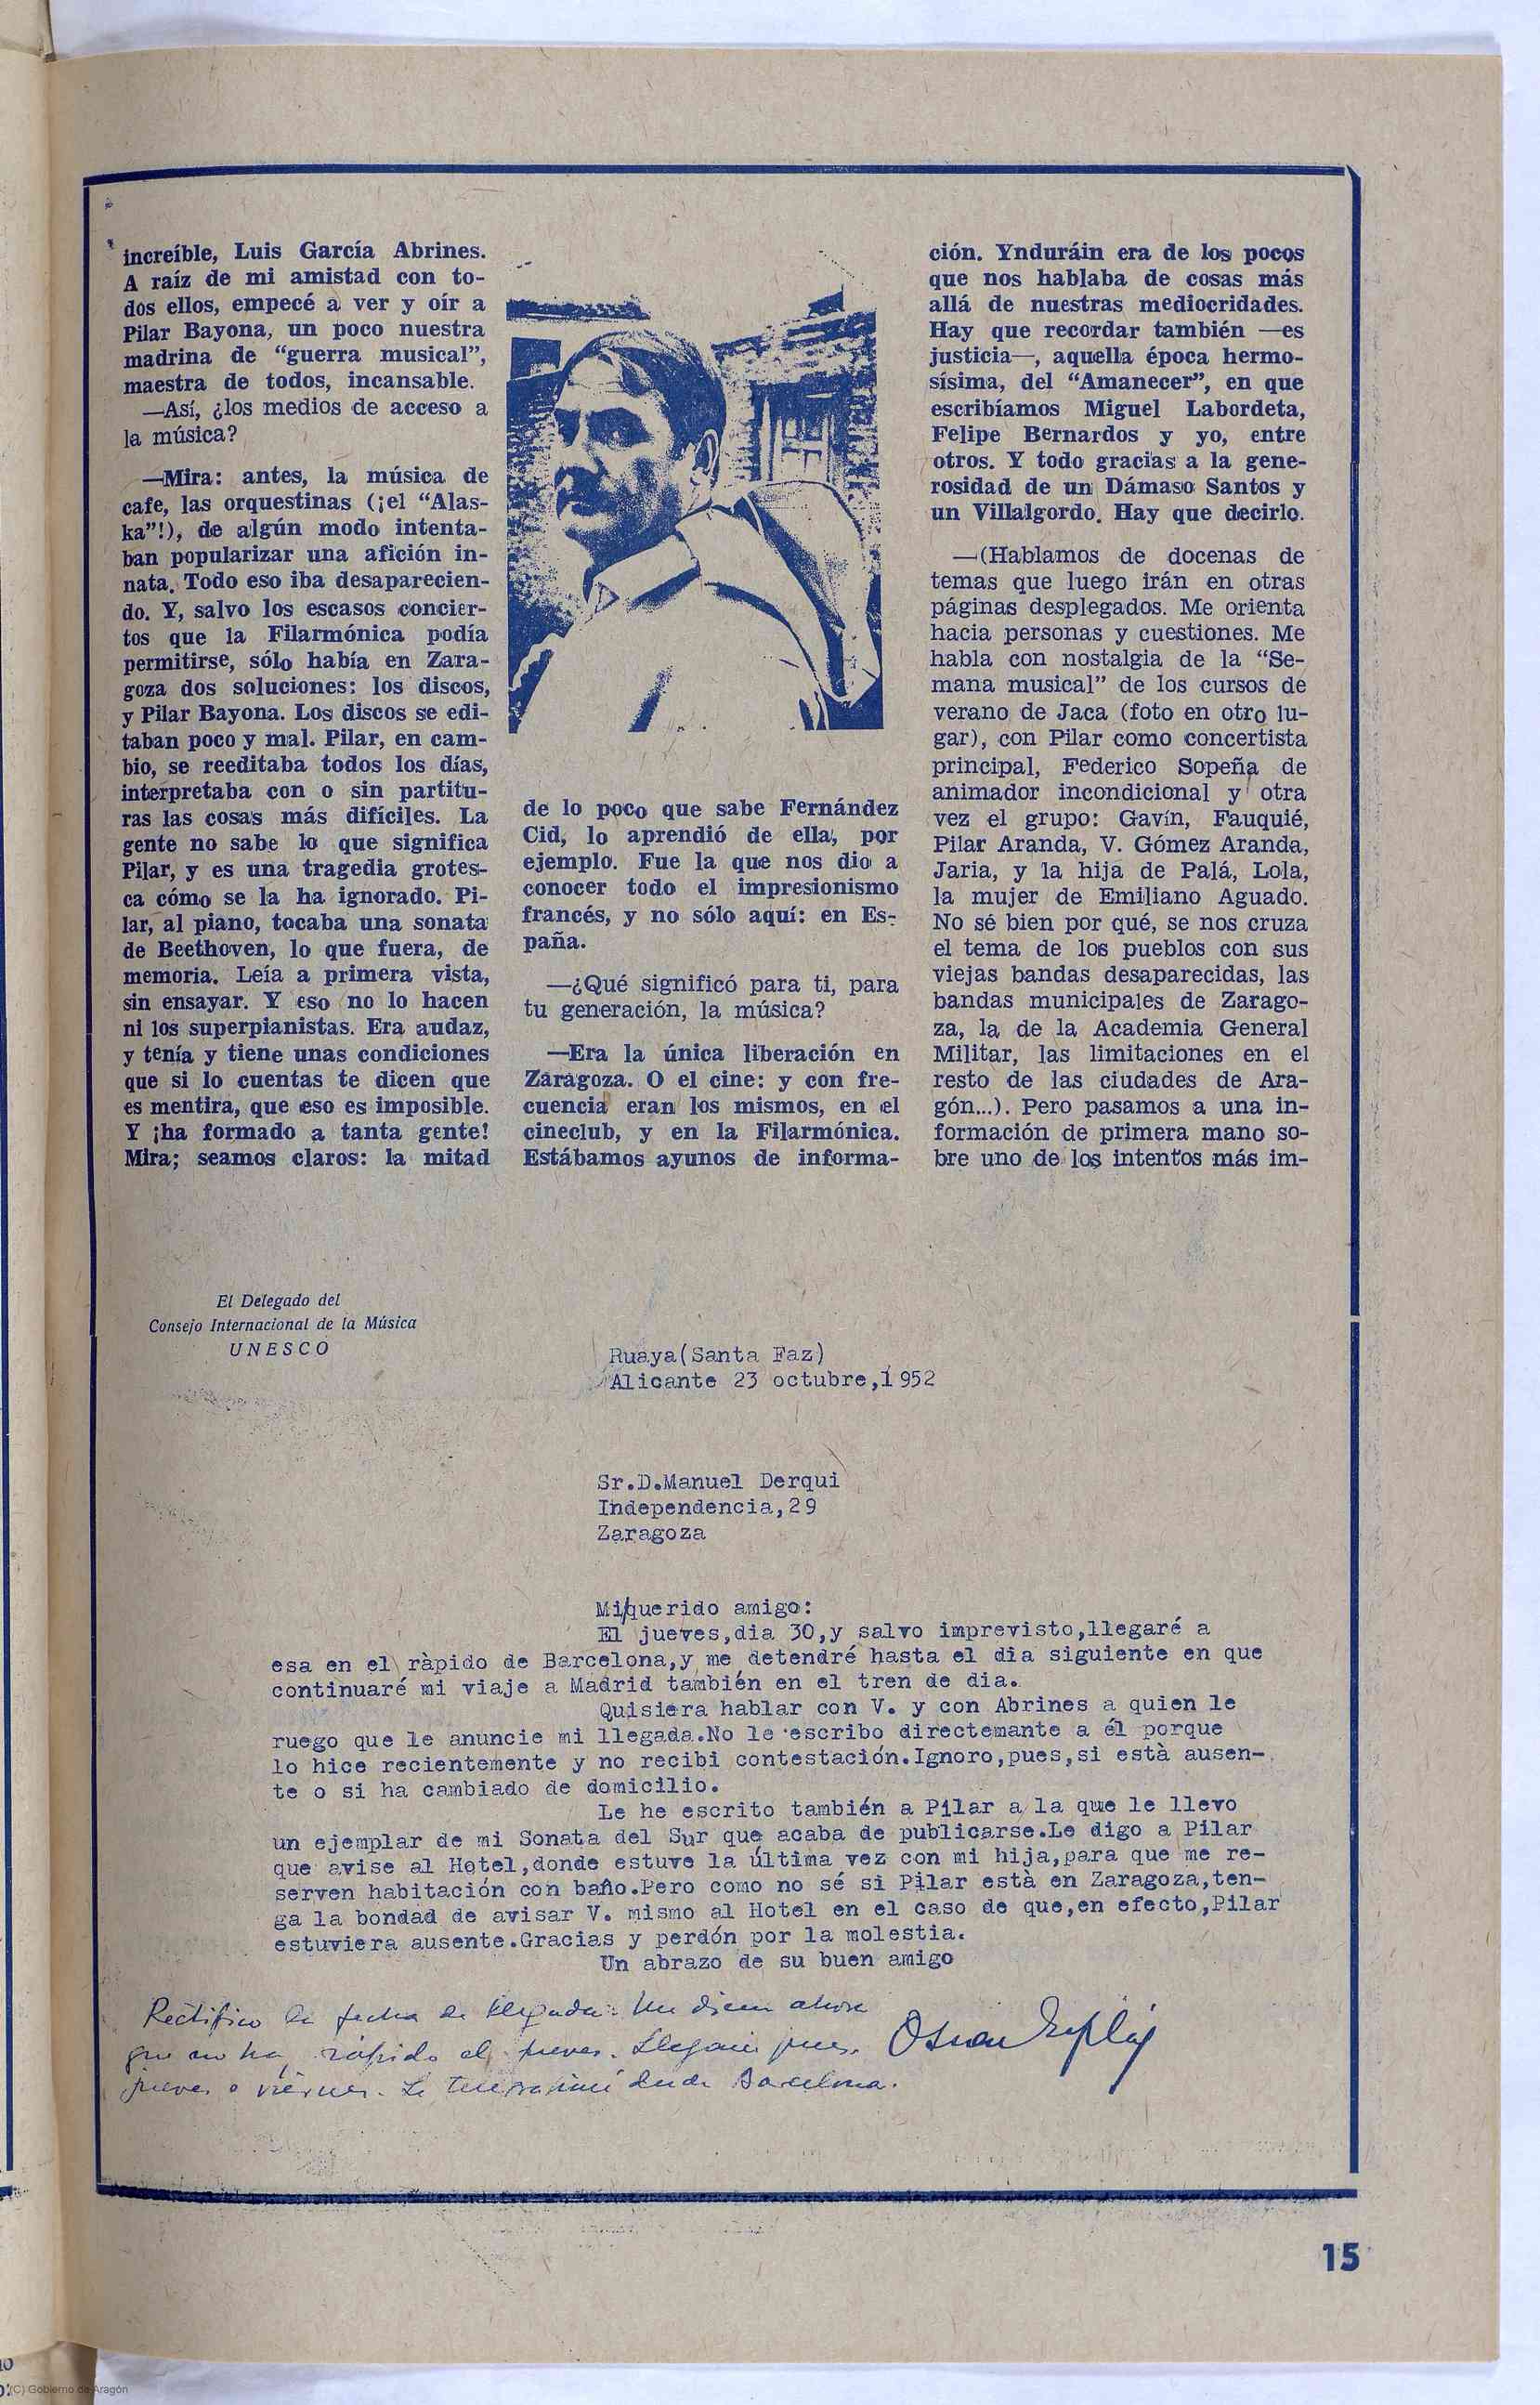 increíble, Luis García Abrines.
A raíz de mi amistad con to-
dos ellos, empecé a ver y oír a
Pilar Bayona, un poco nuestra
madrina de “guerra musical”,
maestra de todos, incansable.
—Así, ¿los medios de acceso a
la música?
—Mira: antes, la música de
cafe, las orquestinas (¡el “Alas-
ka”!), de algún modo intenta-
ban popularizar una afición in-
nata. Todo eso iba desaparecien-
do. Y, salvo los escasos concier-
tos que la Filarmónica podía
permitirse, sólo había en Zara-
goza dos soluciones: los discos,
y Pilar Bayona. Los discos se edi-
taban poco y mal. Pilar, en cam-
bio, se reeditaba todos los días,
interpretaba con o sin partitu-
ras las cosas más difíciles. La
gente no sabe lo que significa
Pilar, y es una tragedia grotes-
ca cómo se la ha ignorado. Pi-
lar, al piano, tocaba una sonata
de Beethoven, lo que fuera, de
memoria. Leía a primera vista,
sin ensayar. Y eso no lo hacen
ni los superpianistas. Era audaz,
y tenía y tiene unas condiciones
que si lo cuentas te dicen que
es mentira, que eso es imposible.
Y ¡ha formado a tanta gente!
Mira; seamos claros: la mitad
de lo poco que sabe Fernández
Cid, lo aprendió de ella, por
ejemplo. Fue la que nos dio a
conocer todo el impresionismo
francés, y no sólo aquí: en Es-
paña.
—¿Qué significó para ti, para
tu generación, la música?
—Era la única liberación en
Zaragoza. O el cine: y con fre-
cuencia eran los mismos, en el
cineclub, y en la Filarmónica.
Estábamos ayunos de informa-
ción. Ynduráin era de los pocos
que nos hablaba de cosas más
allá de nuestras mediocridades.
Hay que recordar también —es
justicia—, aquella época hermo-
sísima, del “Amanecer”, en que
escribíamos Miguel Labordeta,
Felipe Bernardos y yo, entre
otros. Y todo gracias a la gene-
rosidad de un Dámaso Santos y
un Villalgordo. Hay que decirlo.
—(Hablamos de docenas de
temas que luego irán en otras
páginas desplegados. Me orienta
hacia personas y cuestiones. Me
habla con nostalgia de la “Se-
mana musical” de los cursos de
verano de Jaca (foto en otro lu-
gar), con Pilar como concertista
principal, Federico Sopeña de
animador incondicional y otra
vez el grupo: Gavín, Fauquié,
Pilar Aranda, V. Gómez Aranda,
Jaria, y la hija de Palá, Lola,
la mujer de Emiliano Aguado.
No sé bien por qué, se nos cruza
el tema de los pueblos con sus
viejas bandas desaparecidas, las
bandas municipales de Zarago-
za, la de la Academia General
Militar, las limitaciones en el
resto de las ciudades de Ara-
gón...). Pero pasamos a una in-
formación de primera mano so-
bre uno de los intentos más im-
El Delegado del
Consejo Internacional de la Música
UNESCO
Ruaya(Santa Faz)
Alicante 23 octubre,1952
Sr.D.Manuel Derqui
Independencia,29
Zaragoza
Mi/querido amigo:
El jueves,dia 30,y salvo imprevisto,llegaré a
esa en el ràpido de Barcelona,y me detendré hasta el dia siguiente en que
continuaré mi viaje a Madrid también en el tren de dia.
Quisiera hablar con V. y con Abrines a quien le
ruego que le anuncie mi llegada.No le escribo directemante a él porque
lo hice recientemente y no recibi contestación.Ignoro,pues,si està ausen-
te o si ha cambiado de domicilio.
Le he escrito también a Pilar a la que le llevo
un ejemplar de mi Sonata del Sur que acaba de publicarse.Le digo a Pilar
que avise al Hotel,donde estuve la última vez con mi hija,para que me re-
serven habitación con baño.Pero como no sé si Pilar està en Zaragoza,ten-
ga la bondad de avisar V. mismo al Hotel en el caso de que,en efecto,Pilar
estuviera ausente.Gracias y perdón por la molestia.
Un abrazo de su buen amigo
Rectifico la fecha de llegada. Me dicen ahora
que no hay rápido el jueves. Llegaré pues,
jueves o viernes. Le telegrafiaré desde Barcelona.
Oscar Esplá
15
(C) Gobierno de Aragón